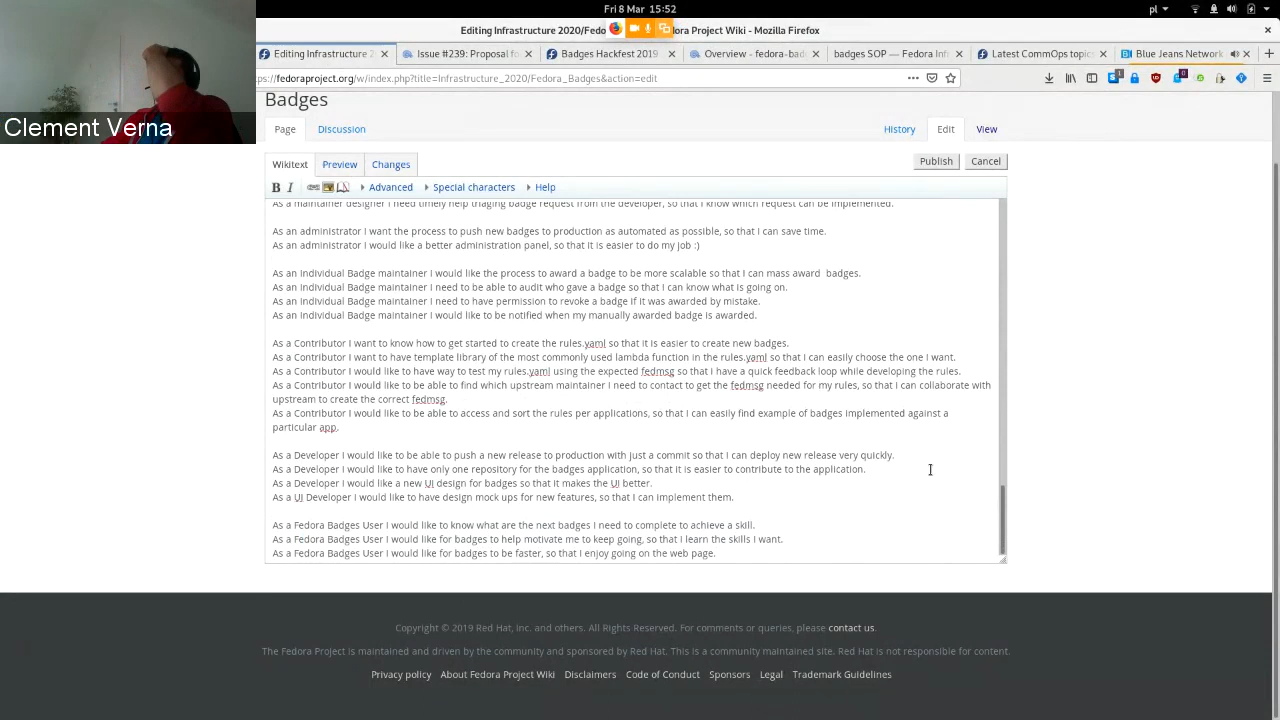 Fri 8 Mar 15:52
pl
Editing Infrastructure 2020/Fedo
ora Project Wiki - Mozilla Firefox
Editing Infrastructure 2
Issue #239: Proposal fo
Badges Hackfest 2019
Overview - fedora-bad
badges SOP — Fedora Inf
Latest CommOps topics
Blue Jeans Network
ps://fedoraproject.org/w/index.php?title=Infrastructure_2020/Fedora_Badges&action=edit
Clement Verna
Badges
Page
Discussion
History
Edit
View
Wikitext
Preview
Changes
Publish
Cancel
B I
Advanced
Special characters
Help
As a maintainer designer I need timely help triaging badge request from the developer, so that I know which request can be implemented.
As an administrator I want the process to push new badges to production as automated as possible, so that I can save time.
As an administrator I would like a better administration panel, so that it is easier to do my job :)
As an Individual Badge maintainer I would like the process to award a badge to be more scalable so that I can mass award  badges.
As an Individual Badge maintainer I need to be able to audit who gave a badge so that I can know what is going on.
As an Individual Badge maintainer I need to have permission to revoke a badge if it was awarded by mistake.
As an Individual Badge maintainer I would like to be notified when my manually awarded badge is awarded.
As a Contributor I want to know how to get started to create the rules.yaml so that it is easier to create new badges.
As a Contributor I want to have template library of the most commonly used lambda function in the rules.yaml so that I can easily choose the one I want.
As a Contributor I would like to have way to test my rules.yaml using the expected fedmsg so that i have a quick feedback loop while developing the rules.
As a Contributor I would like to be able to find which upstream maintainer I need to contact to get the fedmsg needed for my rules, so that I can collaborate with
upstream to create the correct fedmsg.
As a Contributor I would like to be able to access and sort the rules per applications, so that I can easily find example of badges implemented against a
particular app.
As a Developer I would like to be able to push a new release to production with just a commit so that I can deploy new release very quickly.
As a Developer I would like to have only one repository for the badges application, so that it is easier to contribute to the application.
As a Developer I would like a new UI design for badges so that it makes the UI better.
As a UI Developer I would like to have design mock ups for new features, so that I can implement them.
As a Fedora Badges User I would like to know what are the next badges I need to complete to achieve a skill.
As a Fedora Badges User I would like for badges to help motivate me to keep going, so that I learn the skills I want.
As a Fedora Badges User I would like for badges to be faster, so that I enjoy going on the web page.
Copyright © 2019 Red Hat, Inc. and others. All Rights Reserved. For comments or queries, please contact us.
The Fedora Project is maintained and driven by the community and sponsored by Red Hat. This is a community maintained site. Red Hat is not responsible for content.
Privacy policy
About Fedora Project Wiki
Disclaimers
Code of Conduct
Sponsors
Legal
Trademark Guidelines